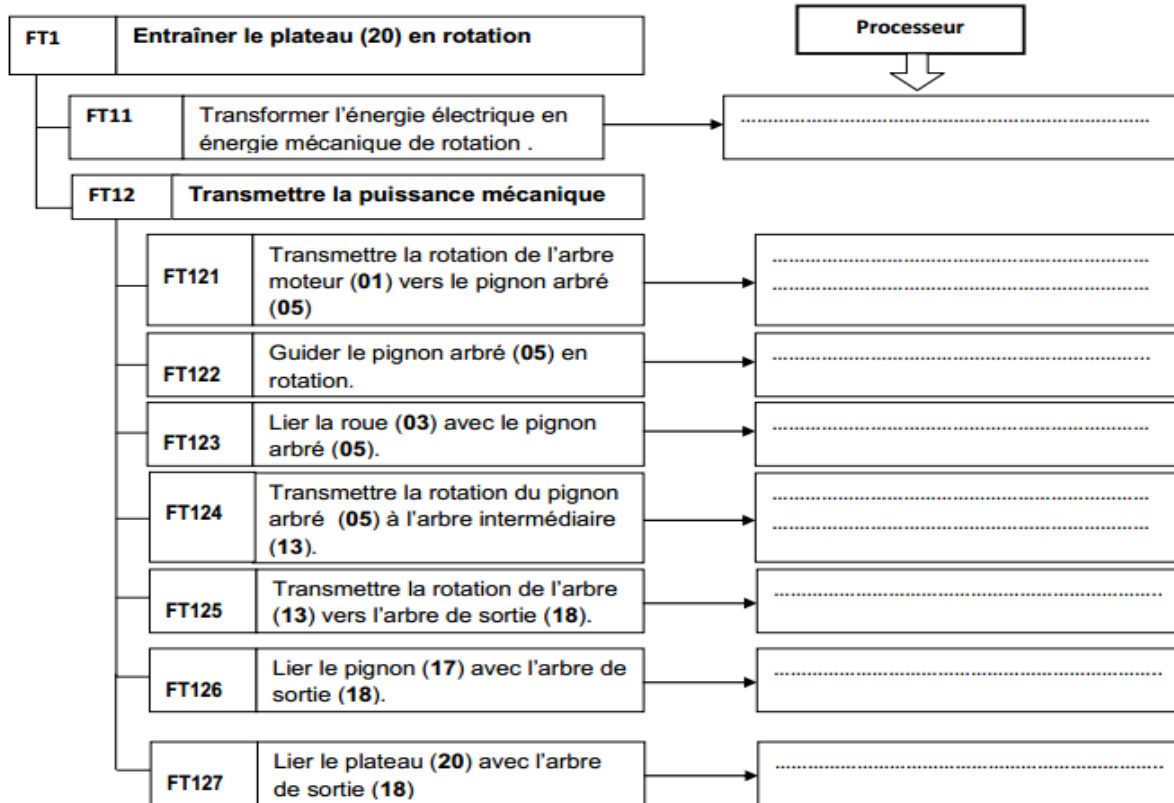 FT1
Entraîner le plateau (20) en rotation
Processeur
FT11
Transformer l'énergie électrique en
énergie mécanique de rotation .
……………………………………………………………
FT12
Transmettre la puissance mécanique
FT121
Transmettre la rotation de l'arbre
moteur (01) vers le pignon arbré
(05)
……………………………………………………………
……………………………………………………………
FT122
Guider le pignon arbré (05) en
rotation.
……………………………………………………………
FT123
Lier la roue (03) avec le pignon
arbré (05).
……………………………………………………………
FT124
Transmettre la rotation du pignon
arbré (05) à l'arbre intermédiaire
(13).
……………………………………………………………
……………………………………………………………
FT125
Transmettre la rotation de l'arbre
(13) vers l'arbre de sortie (18).
……………………………………………………………
FT126
Lier le pignon (17) avec l'arbre de
sortie (18).
……………………………………………………………
FT127
Lier le plateau (20) avec l'arbre
de sortie (18)
……………………………………………………………